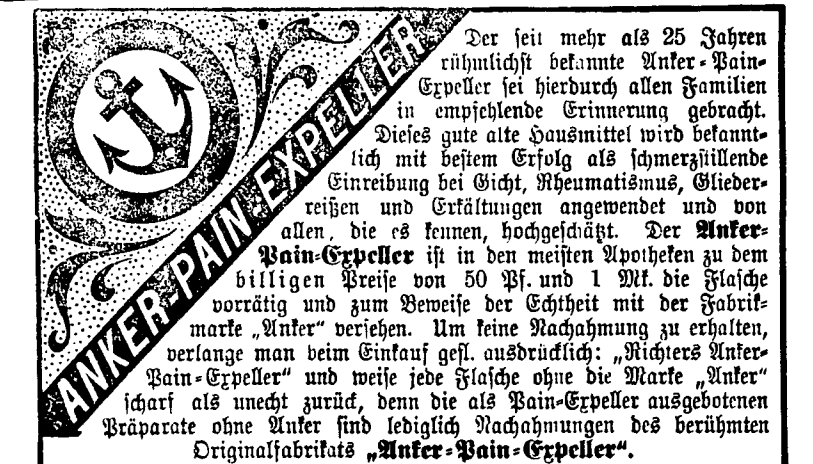 ANKER-PAIN EXPELLER
Der seit mehr als 25 Jahren
rühmlichst bekannte Anker-Pain-
Expeller sei hierdurch allen Familien
in empfehlende Erinnerung gebracht.
Dieses gute alte Hausmittel wird bekannt-
lich mit bestem Erfolg als schmerzstillende
Einreibung bei Gicht, Rheumatismus, Glieder-
reißen und Erkältungen angewendet und von
allen, die es kennen, hochgeschätzt. Der Anker-
Pain-Expeller ist in den meisten Apotheken zu dem
billigen Preise von 50 Pf. und 1 Mk. die Flasche
vorrätig und zum Beweise der Echtheit mit der Fabrik-
marke „Anker“ versehen. Um keine Nachahmung zu erhalten,
verlange man beim Einkauf gefl. ausdrücklich: „Richters Anker-
Pain-Expeller“ und weise jede Flasche ohne die Marke „Anker“
scharf als unecht zurück, denn die als Pain-Expeller ausgebotenen
Präparate ohne Anker sind lediglich Nachahmungen des berühmten
Originalfabrikats „Anker-Pain-Expeller“.